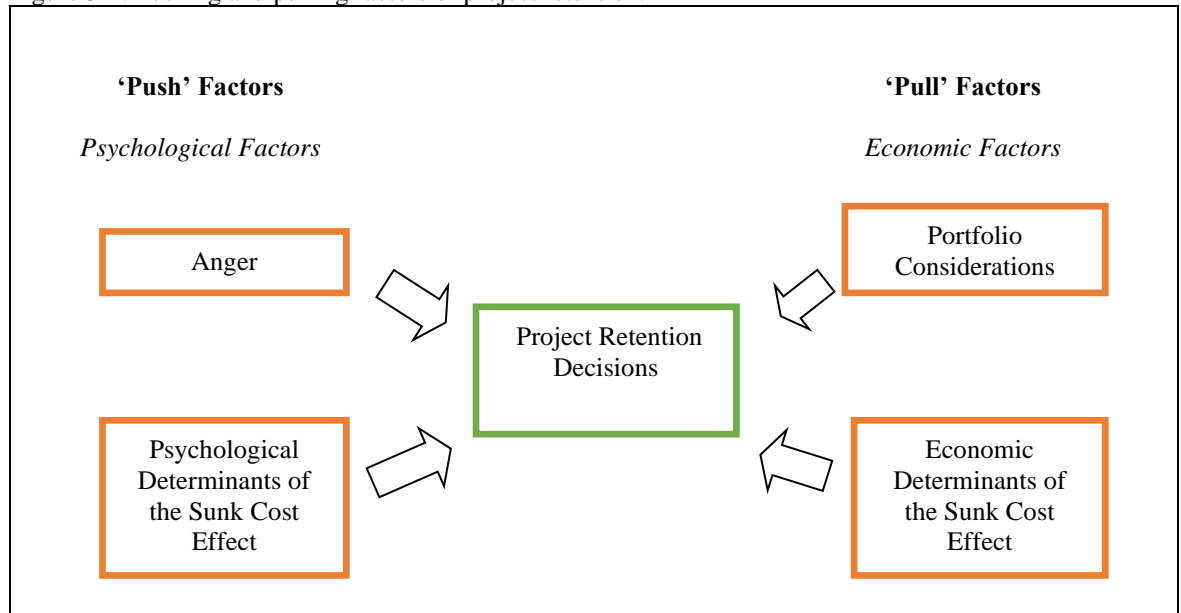 ‘Push’ Factors
Psychological Factors
Anger
Psychological
Determinants of
the Sunk Cost
Effect
Project Retention
Decisions
‘Pull’ Factors
Economic Factors
Portfolio
Considerations
Economic
Determinants of
the Sunk Cost
Effect